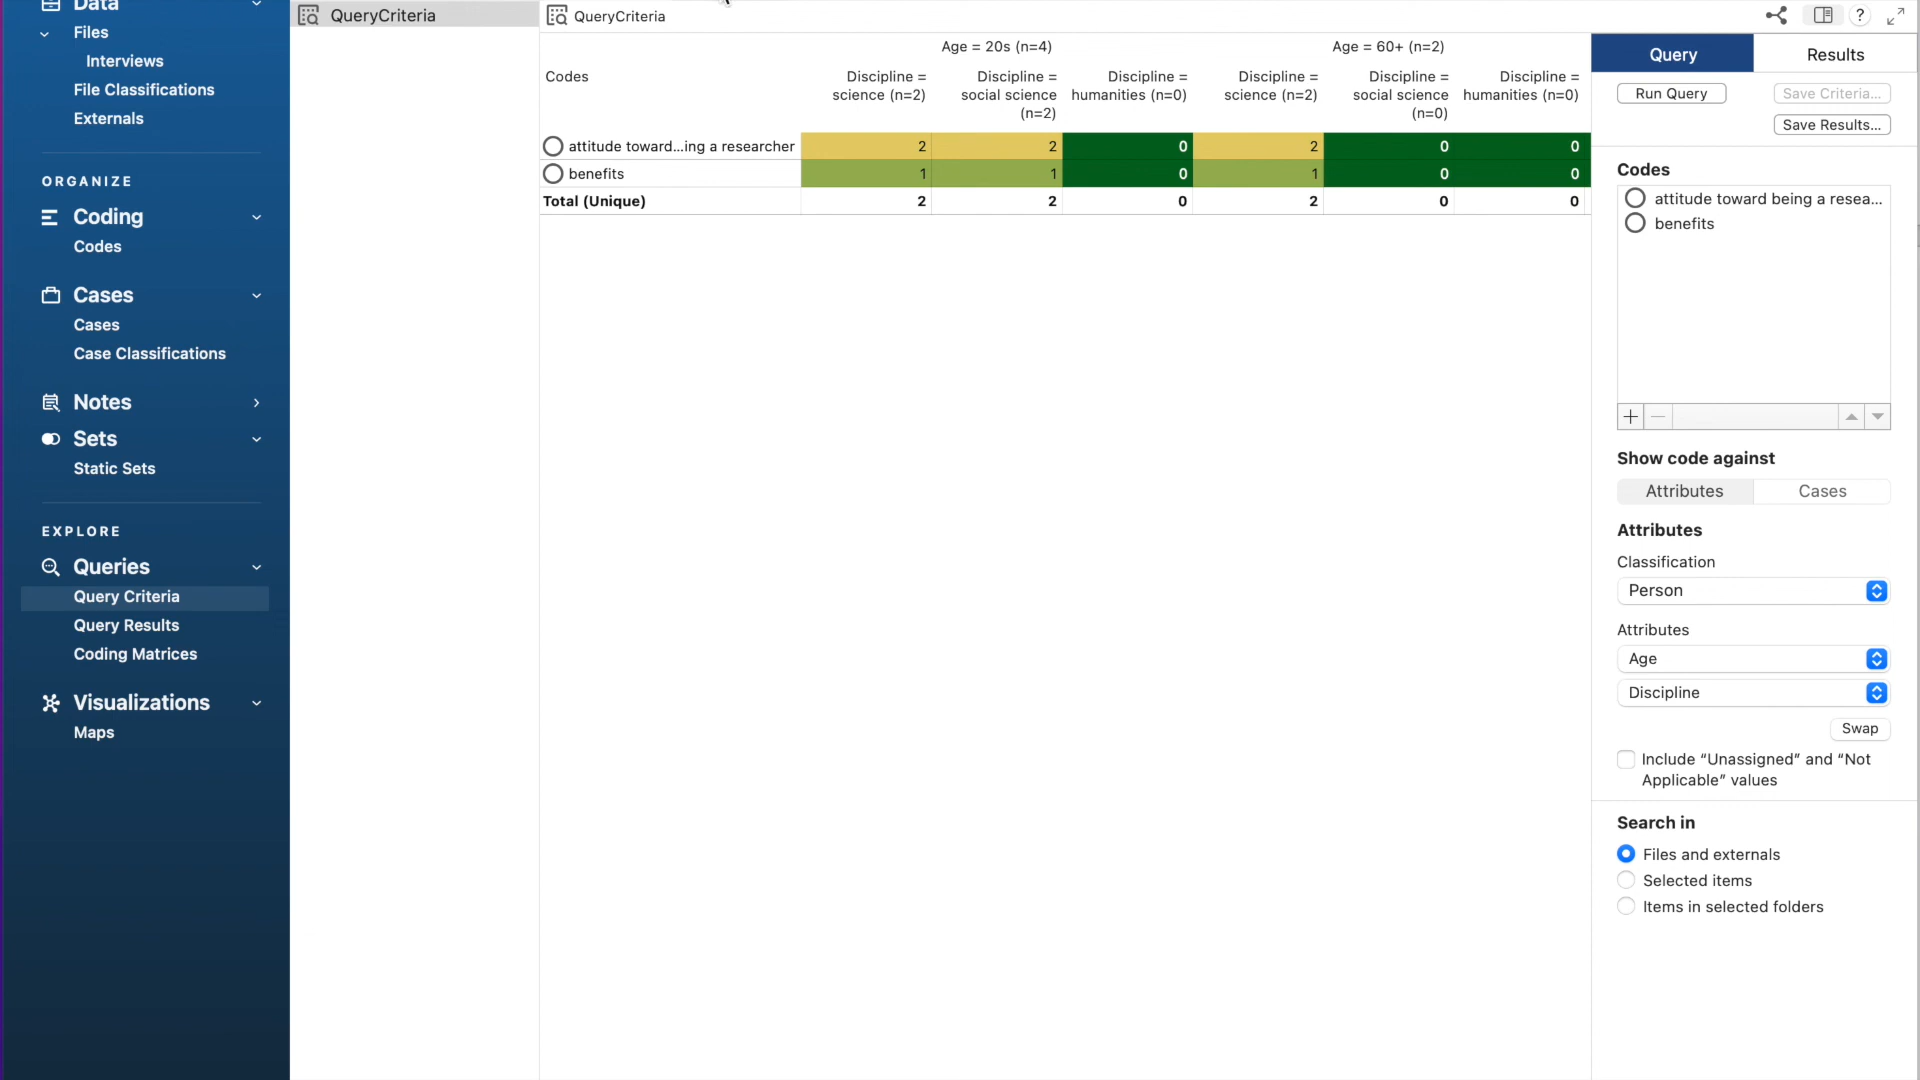 Data
Files
Interviews
File Classifications
Externals
ORGANIZE
Coding
Codes
Cases
Cases
Case Classifications
Notes
Sets
Static Sets
EXPLORE
Queries
Query Criteria
Query Results
Coding Matrices
Visualizations
Maps
QueryCriteria
QueryCriteria
?
Age = 20s (n=4)
Age = 60+ (n=2)
Codes
Discipline =
science (n=2)
Discipline =
social science
(n=2)
Discipline =
humanities (n=0)
Discipline =
science (n=2)
Discipline =
social science
(n=0)
Discipline =
humanities (n=0)
attitude toward...ing a researcher 2 2 0 2 0 0
benefits 1 1 0 1 0 0
Total (Unique) 2 2 0 2 0 0
Query
Results
Run Query
Save Criteria...
Save Results...
Codes
attitude toward being a resea...
benefits
Show code against
Attributes
Cases
Attributes
Classification
Person
Attributes
Age
Discipline
Swap
Include “Unassigned” and “Not
Applicable” values
Search in
Files and externals
Selected items
Items in selected folders